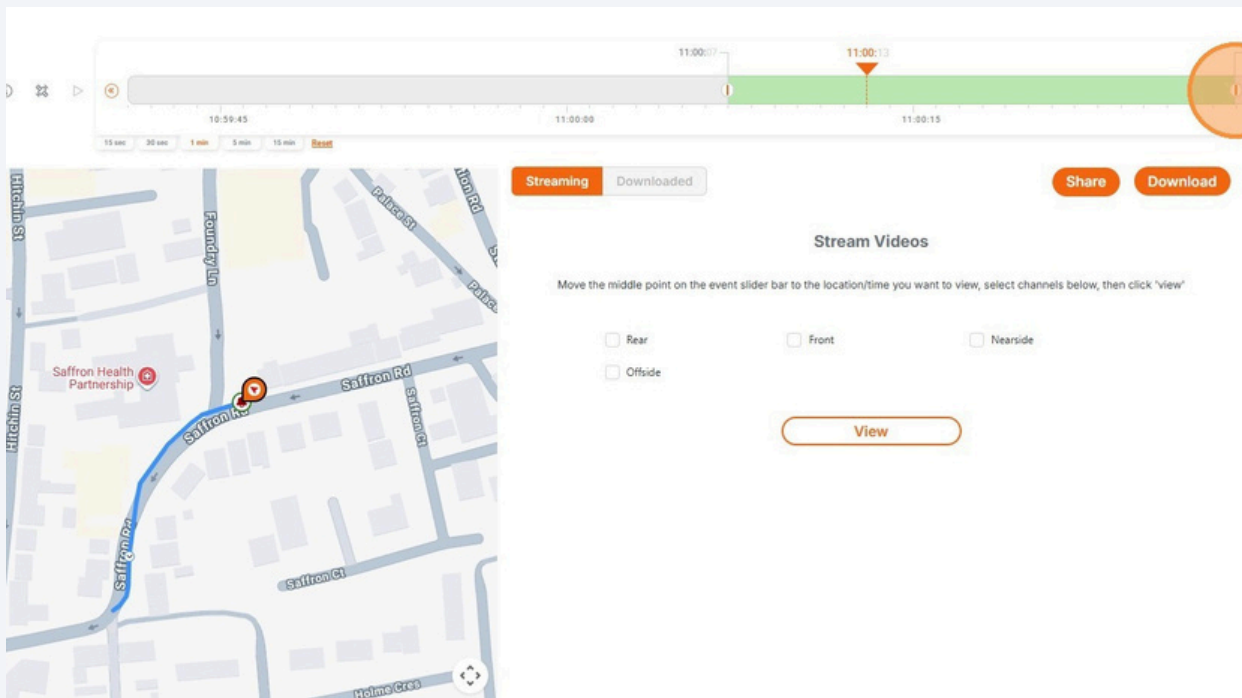 11:00:07
11:00:13
10:59:45
11:00:00
11:00:15
15 sec 30 sec 1 min 5 min 15 min Reset
Streaming Downloaded
Share Download
Stream Videos
Move the middle point on the event slider bar to the location/time you want to view, select channels below, then click 'view'
Rear Front Nearside
Offside
View
Hitchin St
Foundry Ln
Palace St
Palace
Saffron Health
Partnership
Saffron Rd
Saffron Rd
Saffron Ct
Hitchin St
Saffron Rd
Saffron Ct
Holme Cres